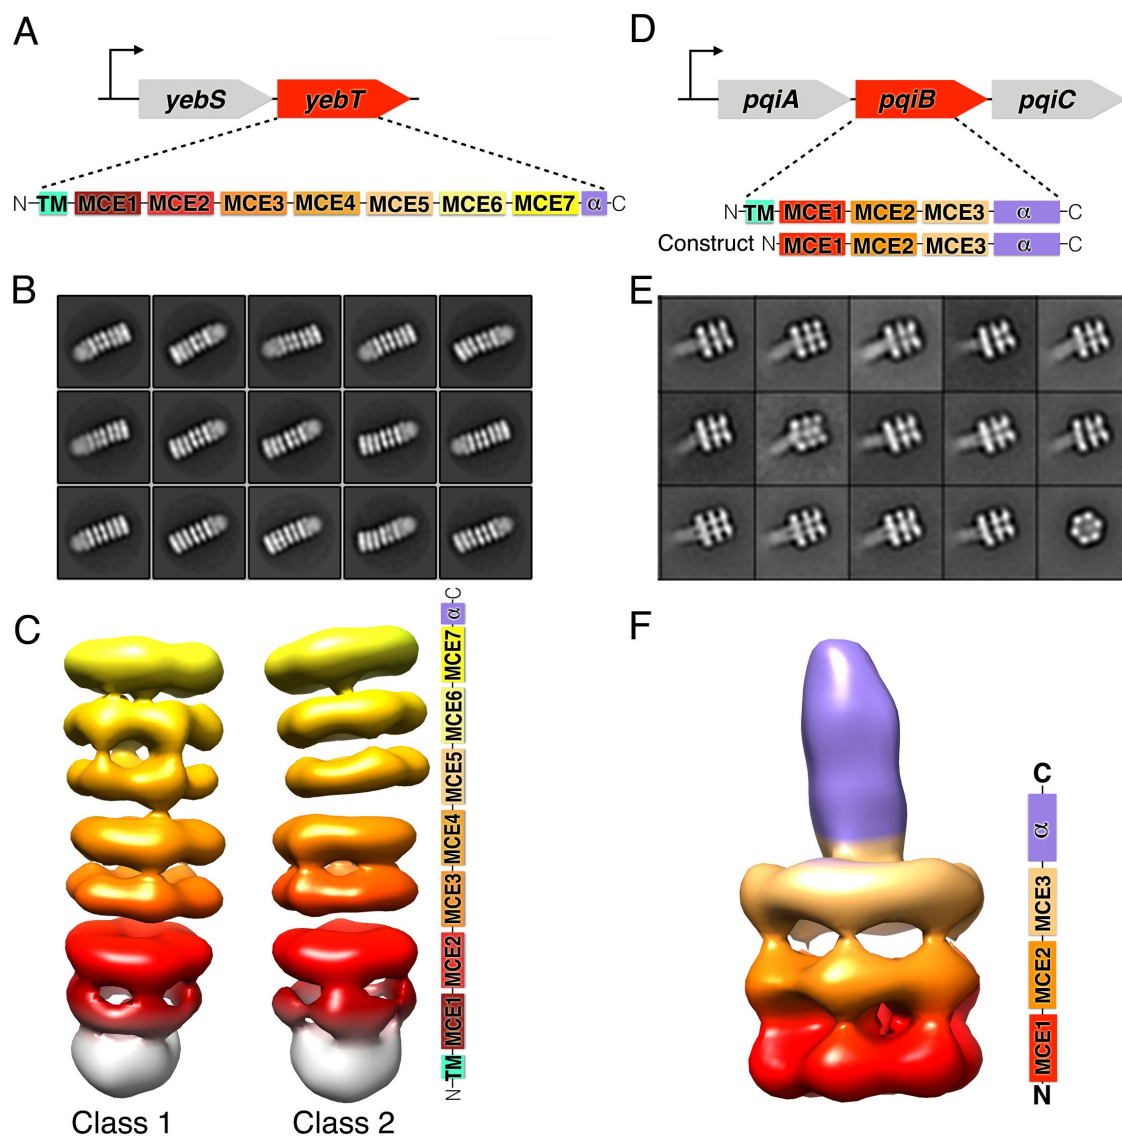 A
yebS yebT
N TM MCE1 MCE2 MCE3 MCE4 MCE5 MCE6 MCE7 α C
B
C
Class 1 Class 2
N TM MCE1 MCE2 MCE3 MCE4 MCE5 MCE6 MCE7 α C
D
pqiA pqiB pqiC
N TM MCE1 MCE2 MCE3 α C
Construct N MCE1 MCE2 MCE3 α C
E
F
C
α
MCE3
MCE2
MCE1
N